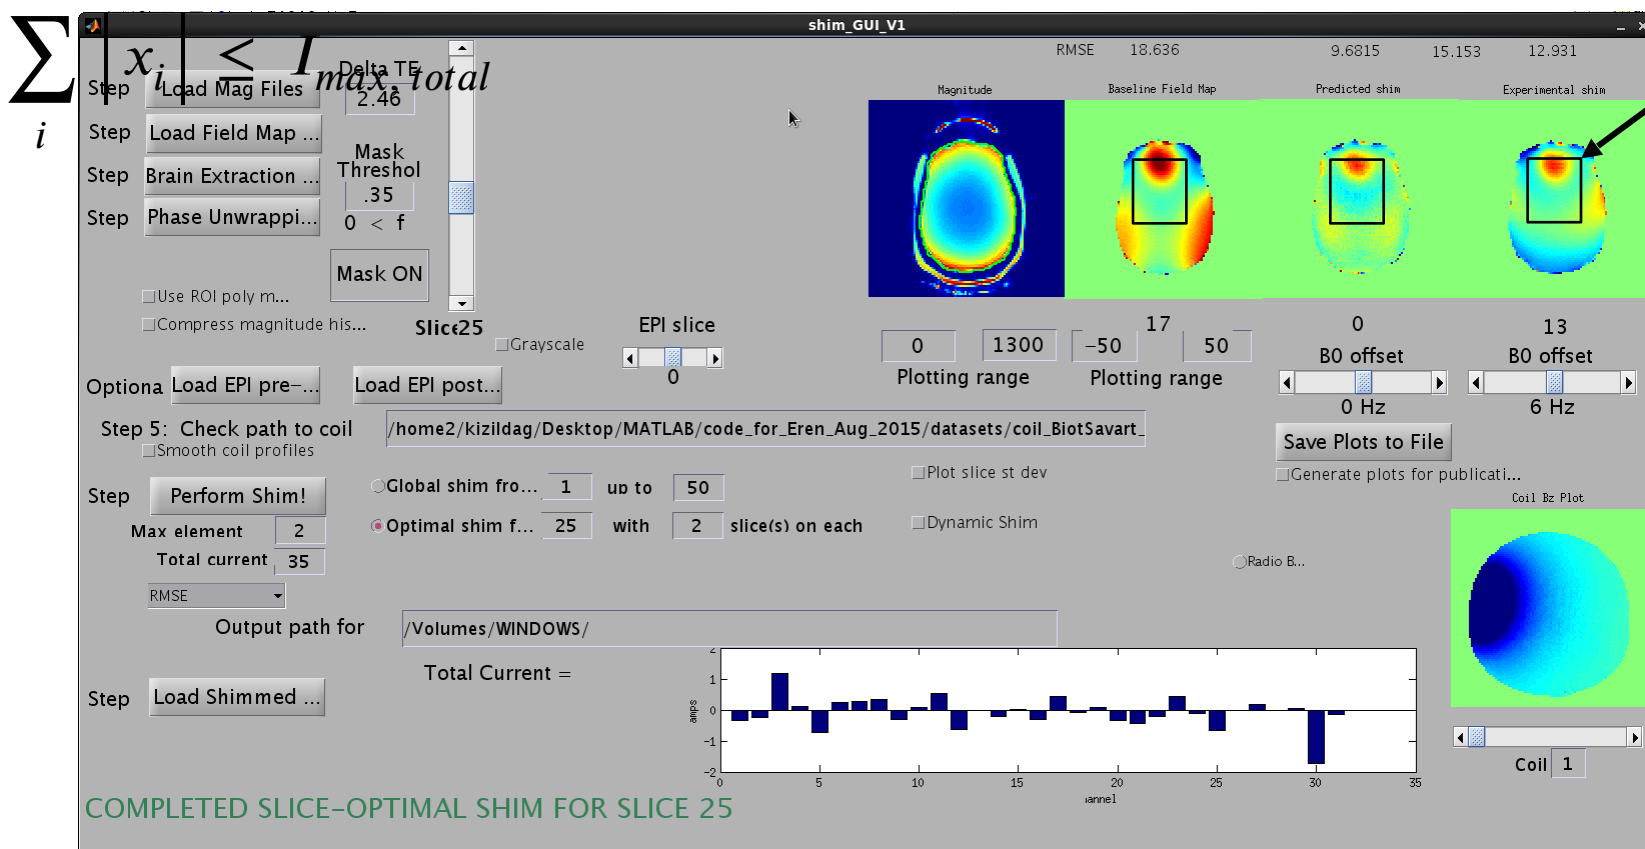 shim_GUI_V1
∑ | x_i | ≤ I_max, total
i
RMSE 18.636 9.6815 15.153 12.931
Magnitude Baseline Field Map Predicted shim Experimental shim
Delta TE
Step Load Mag Files 2.46
Step Load Field Map ...
Mask
Threshol
Step Brain Extraction ... .35
Step Phase Unwrappi... 0 < f
Mask ON
Use ROI poly m...
Compress magnitude his...
Slice25
Grayscale
EPI slice
0
0 1300
Plotting range
17
−50 50
Plotting range
0
B0 offset
0 Hz
13
B0 offset
6 Hz
Optiona Load EPI pre−... Load EPI post...
Step 5: Check path to coil /home2/kizildag/Desktop/MATLAB/code_for_Eren_Aug_2015/datasets/coil_BiotSavart_
Smooth coil profiles
Save Plots to File
Generate plots for publicati...
Step Perform Shim!
Max element 2
Total current 35
RMSE
Global shim fro... 1 up to 50
Optimal shim f... 25 with 2 slice(s) on each
Plot slice st dev
Dynamic Shim
Radio B...
Coil Bz Plot
Coil 1
Output path for /Volumes/WINDOWS/
Total Current =
Step Load Shimmed ...
2
1
0
−1
−2
amps
0 5 10 15 20 25 30 35
annel
COMPLETED SLICE−OPTIMAL SHIM FOR SLICE 25